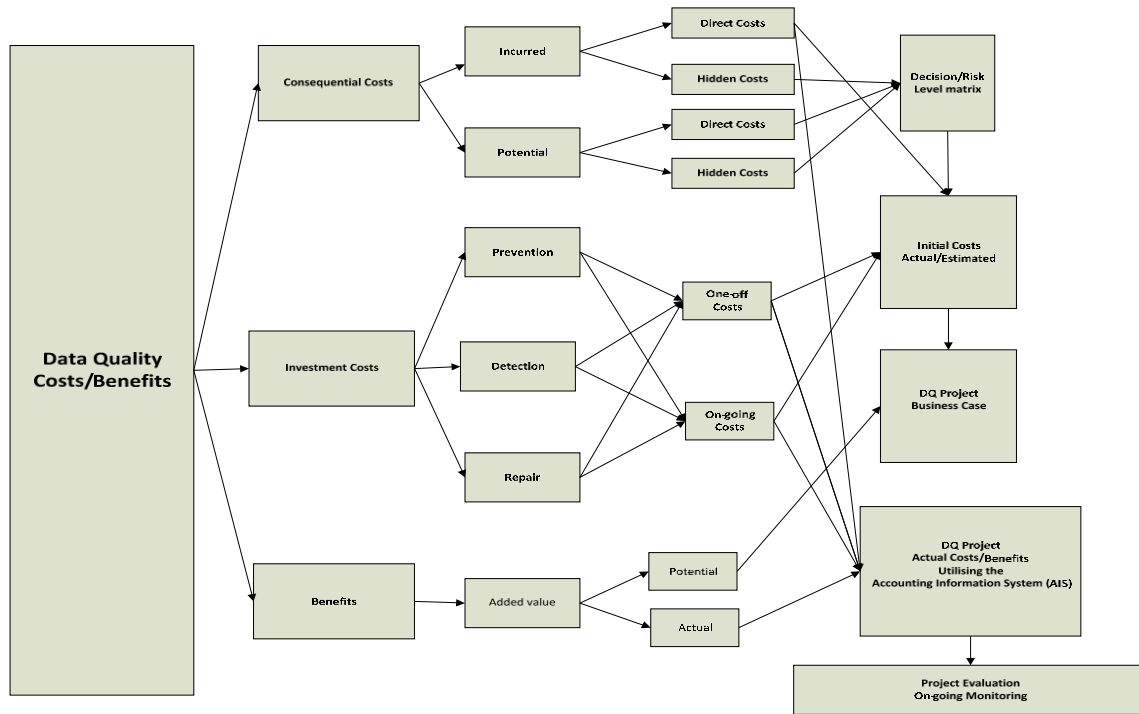 Data Quality
Costs/Benefits
Consequential Costs
Investment Costs
Benefits
Incurred
Potential
Prevention
Detection
Repair
Added value
Direct Costs
Hidden Costs
Direct Costs
Hidden Costs
One-off
Costs
On-going
Costs
Potential
Actual
Decision/Risk
Level matrix
Initial Costs
Actual/Estimated
DQ Project
Business Case
DQ Project
Actual Costs/Benefits
Utilising the
Accounting Information System (AIS)
Project Evaluation
On-going Monitoring